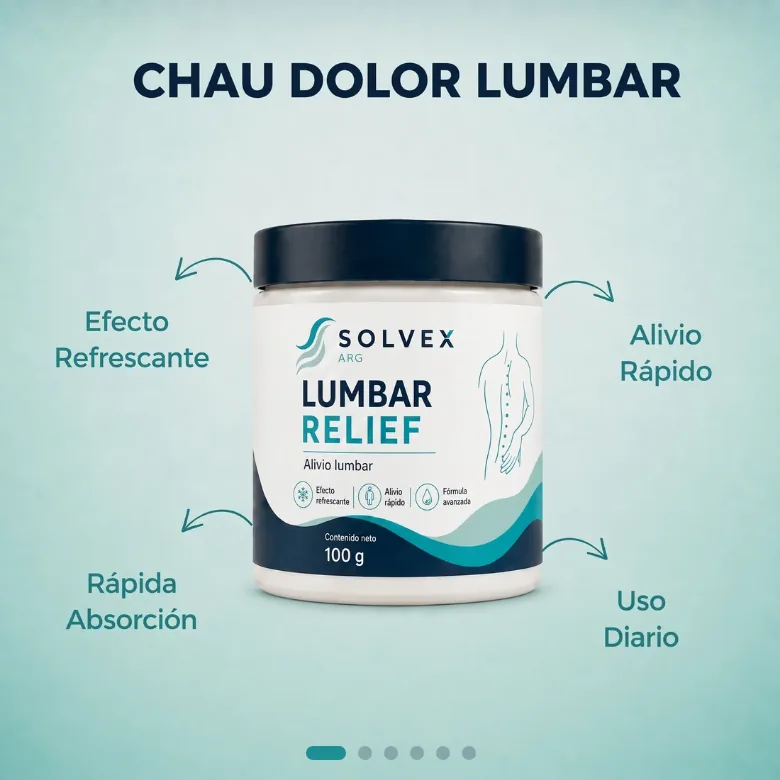 CHAU DOLOR LUMBAR
Efecto
Refrescante
Alivio
Rápido
SOLVEX
ARG
LUMBAR
RELIEF
Alivio lumbar
Efecto
refrescante
Alivio
rápido
Fórmula
avanzada
Contenido neto
100 g
Rápida
Absorción
Uso
Diario